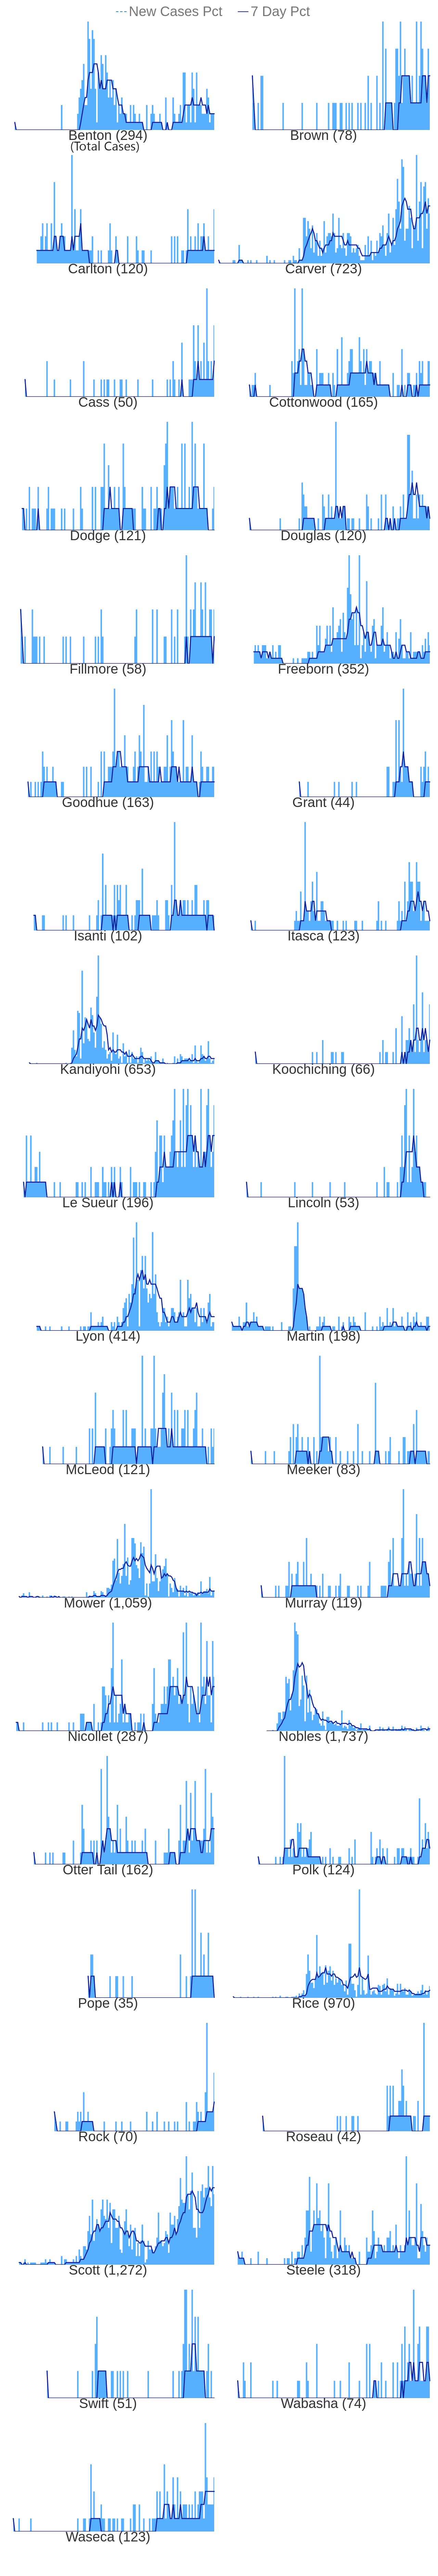 New Cases Pct 7 Day Pct
Benton (294) Brown (78)
(Total Cases)
Carlton (120) Carver (723)
Cass (50) Cottonwood (165)
Dodge (121) Douglas (120)
Fillmore (58) Freeborn (352)
Goodhue (163) Grant (44)
Isanti (102) Itasca (123)
Kandiyohi (653) Koochiching (66)
Le Sueur (196) Lincoln (53)
Lyon (414) Martin (198)
McLeod (121) Meeker (83)
Mower (1,059) Murray (119)
Nicollet (287) Nobles (1,737)
Otter Tail (162) Polk (124)
Pope (35) Rice (970)
Rock (70) Roseau (42)
Scott (1,272) Steele (318)
Swift (51) Wabasha (74)
Waseca (123)